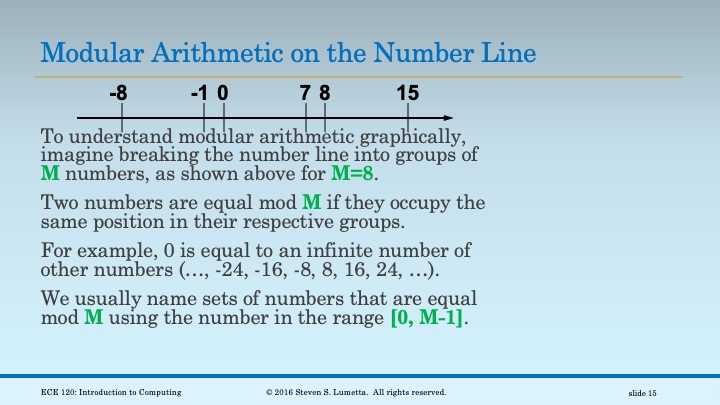 Modular Arithmetic on the Number Line
-8 -1 0 7 8 15
To understand modular arithmetic graphically,
imagine breaking the number line into groups of
M numbers, as shown above for M=8.
Two numbers are equal mod M if they occupy the
same position in their respective groups.
For example, 0 is equal to an infinite number of
other numbers (…, -24, -16, -8, 8, 16, 24, …).
We usually name sets of numbers that are equal
mod M using the number in the range [0, M-1].
ECE 120: Introduction to Computing © 2016 Steven S. Lumetta. All rights reserved. slide 15